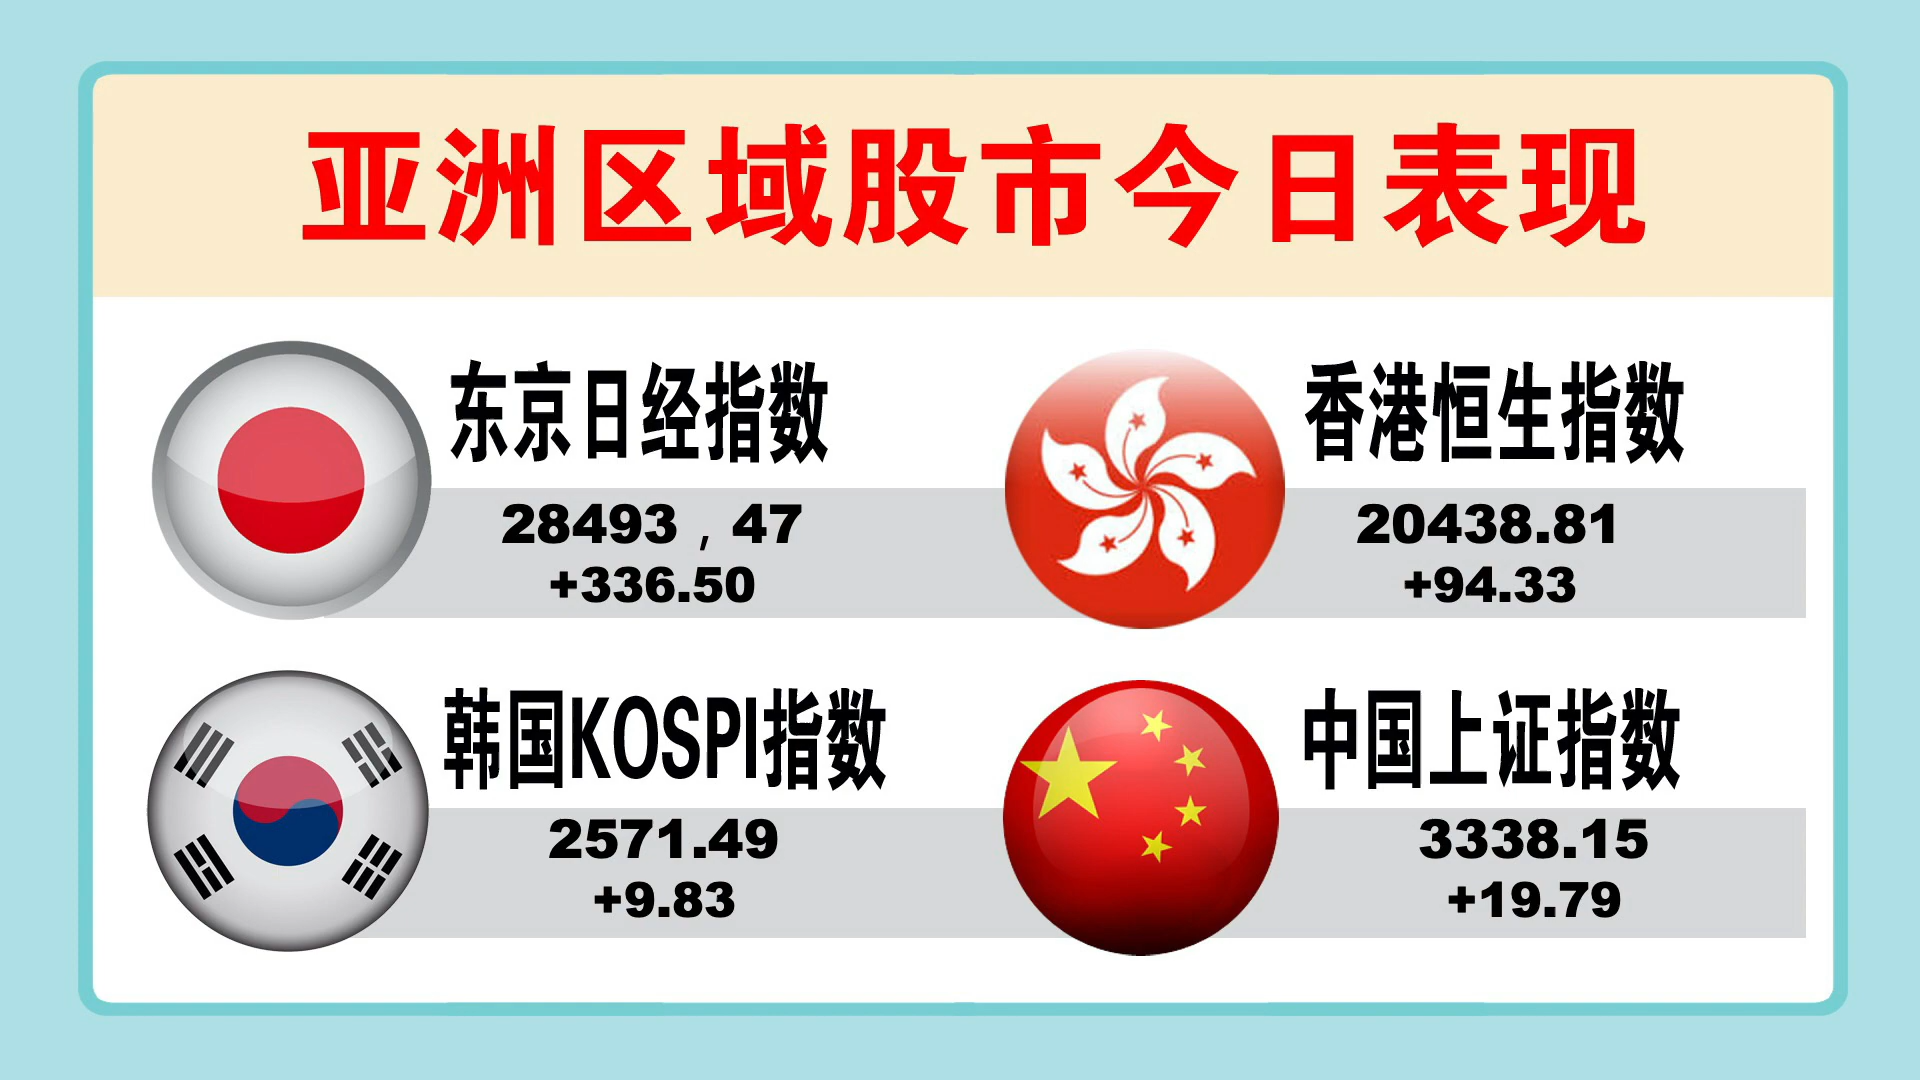 亚洲区域股市今日表现
东京日经指数
28493，47
+336.50
香港恒生指数
20438.81
+94.33
韩国KOSPI指数
2571.49
+9.83
中国上证指数
3338.15
+19.79